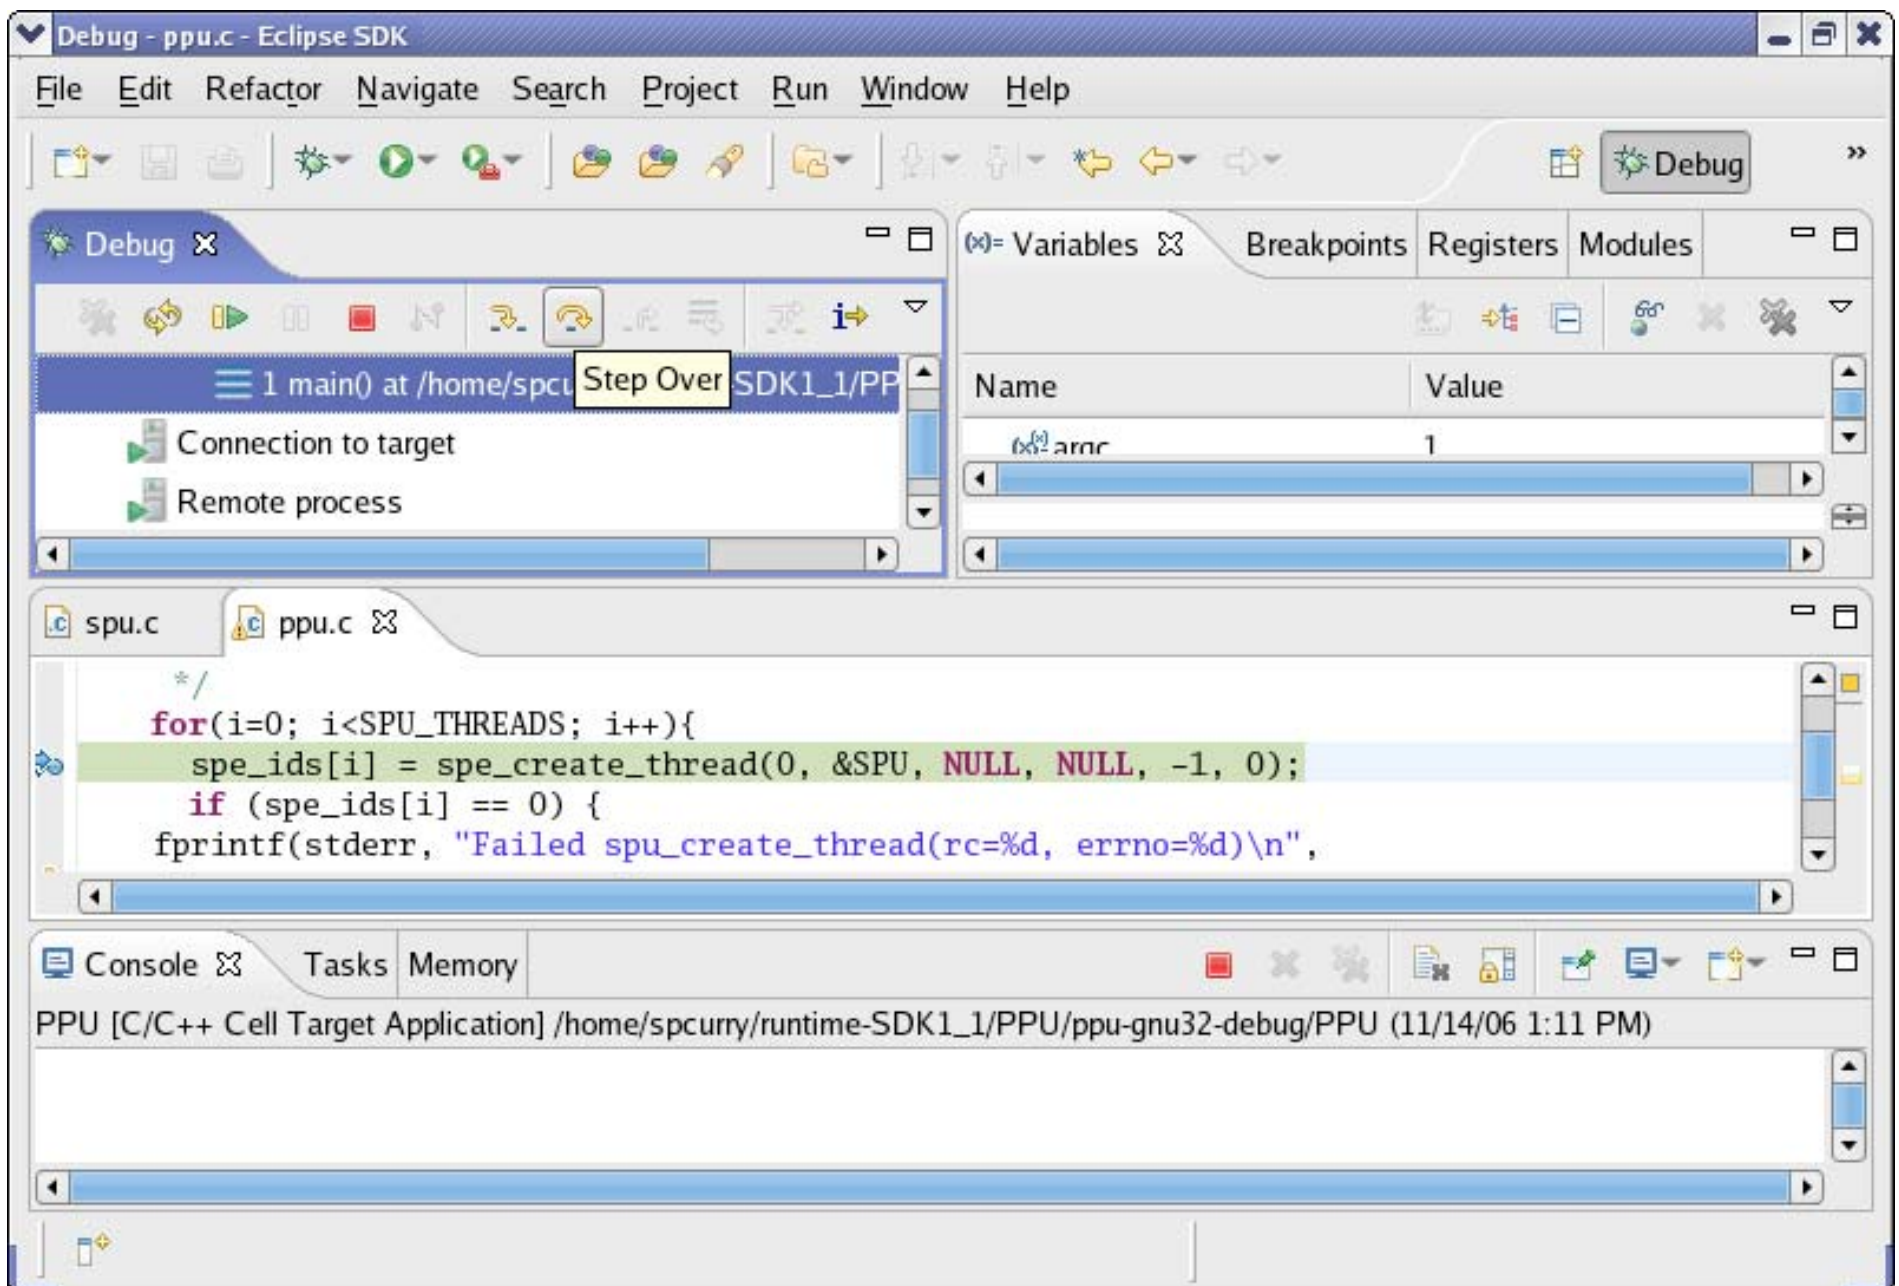 Debug - ppu.c - Eclipse SDK
File Edit Refactor Navigate Search Project Run Window Help
Debug »
Debug
(x)= Variables Breakpoints Registers Modules
i
1 main() at /home/spcu
Step Over
SDK1_1/PP
Connection to target
Remote process
Name Value
(x)= argc 1
spu.c ppu.c
*/
for(i=0; i<SPU_THREADS; i++){
spe_ids[i] = spe_create_thread(0, &SPU, NULL, NULL, -1, 0);
if (spe_ids[i] == 0) {
fprintf(stderr, "Failed spu_create_thread(rc=%d, errno=%d)\n",
Console Tasks Memory
PPU [C/C++ Cell Target Application] /home/spcurry/runtime-SDK1_1/PPU/ppu-gnu32-debug/PPU (11/14/06 1:11 PM)